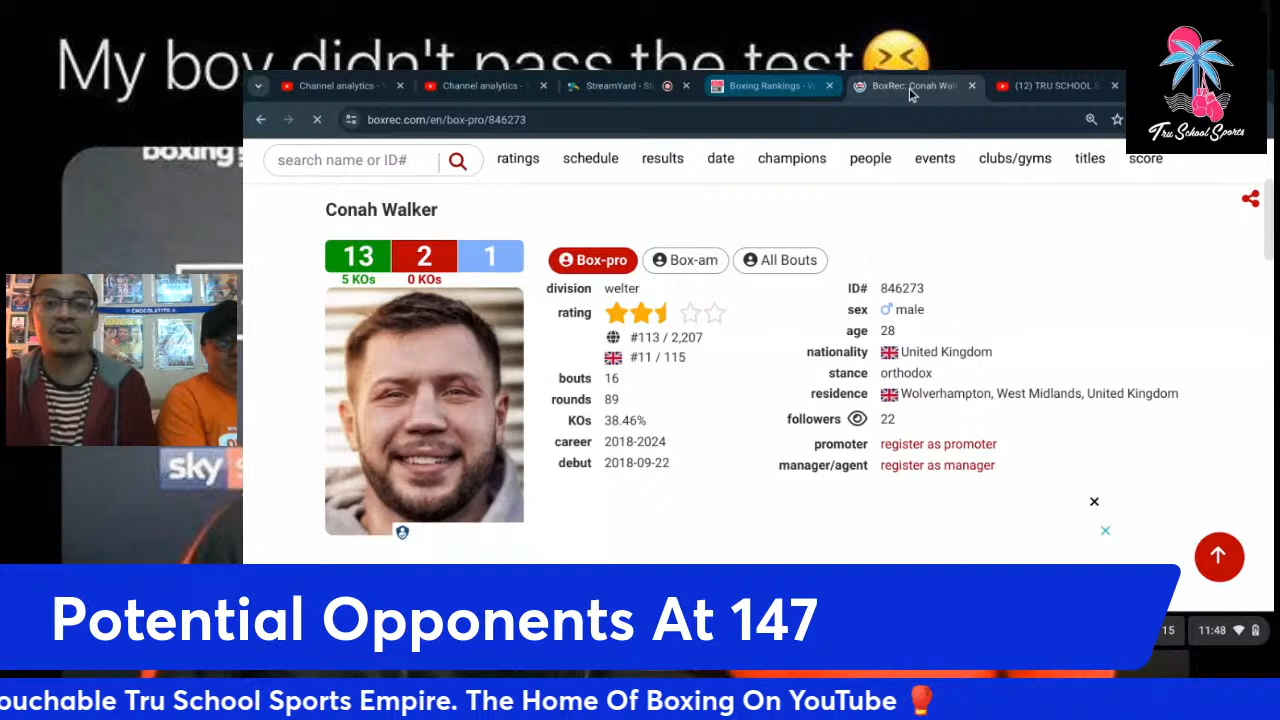 My boy didn't pass the test😆
Channel analytics -
Channel analytics -
StreamYard - St
Boxing Rankings - W
BoxRec: Conah Wal
(12) TRU SCHOOL S
boxrec.com/en/box-pro/846273
Tru School Sports
boxing
search name or ID#
ratings schedule results date champions people events clubs/gyms titles score
Conah Walker
13 2 1
5 KOs 0 KOs
Box-pro Box-am All Bouts
division welter
rating
#113 / 2,207
#11 / 115
bouts 16
rounds 89
KOs 38.46%
career 2018-2024
debut 2018-09-22
ID# 846273
sex ♂ male
age 28
nationality United Kingdom
stance orthodox
residence Wolverhampton, West Midlands, United Kingdom
followers 22
promoter register as promoter
manager/agent register as manager
CHOCOLATITO
sky s
Potential Opponents At 147
15 11:48
ouchable Tru School Sports Empire. The Home Of Boxing On YouTube 🥊